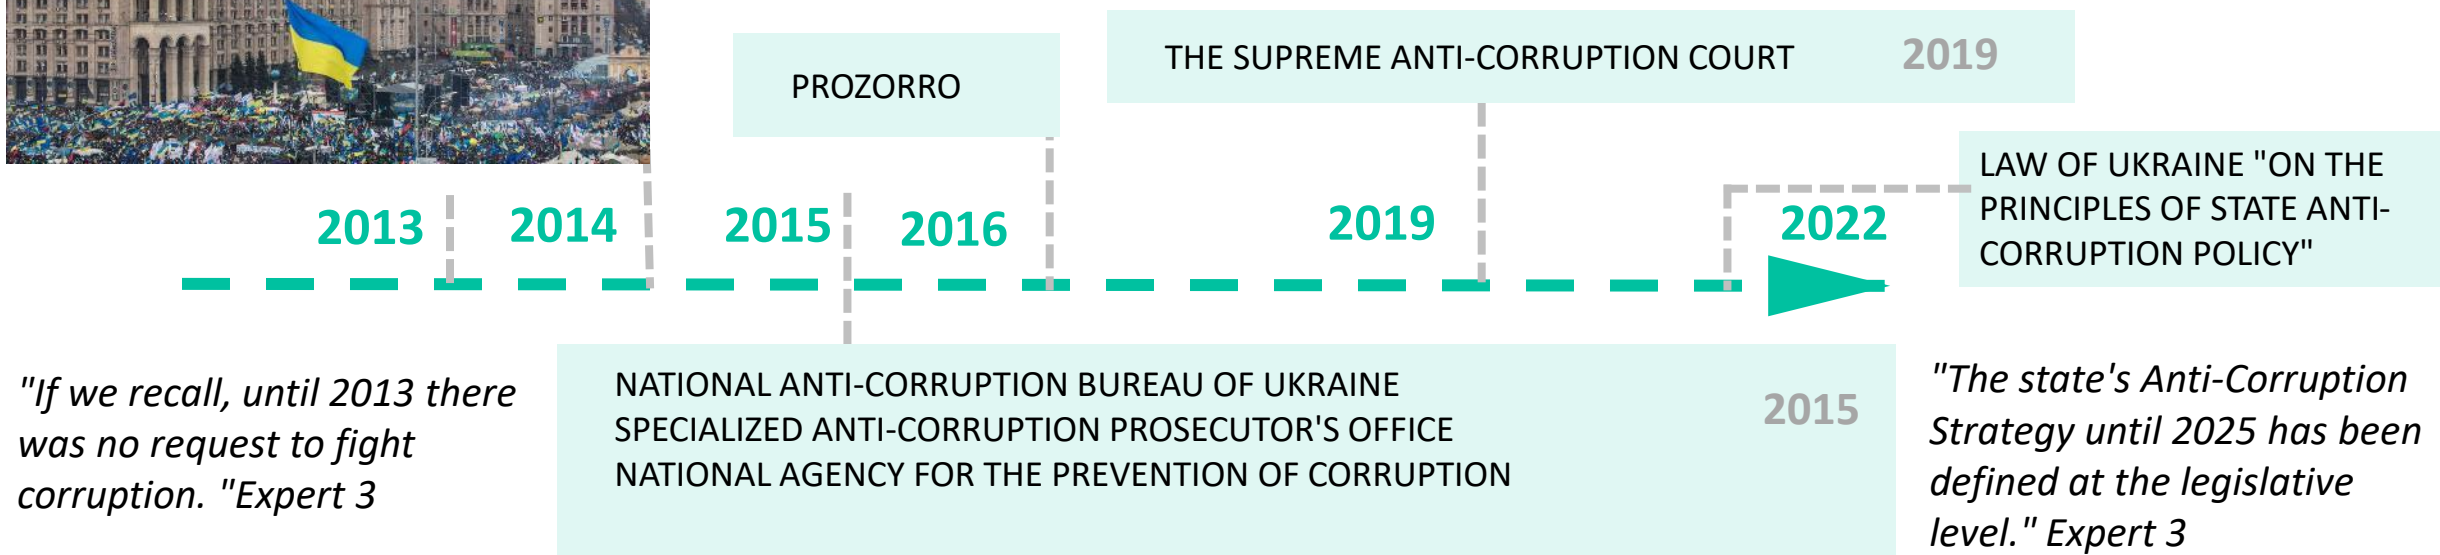 PROZORRO
THE SUPREME ANTI-CORRUPTION COURT 2019
LAW OF UKRAINE "ON THE
PRINCIPLES OF STATE ANTI-
CORRUPTION POLICY"
2013 2014 2015 2016 2019 2022
"If we recall, until 2013 there
was no request to fight
corruption. "Expert 3
NATIONAL ANTI-CORRUPTION BUREAU OF UKRAINE
SPECIALIZED ANTI-CORRUPTION PROSECUTOR'S OFFICE
NATIONAL AGENCY FOR THE PREVENTION OF CORRUPTION
2015
"The state's Anti-Corruption
Strategy until 2025 has been
defined at the legislative
level." Expert 3